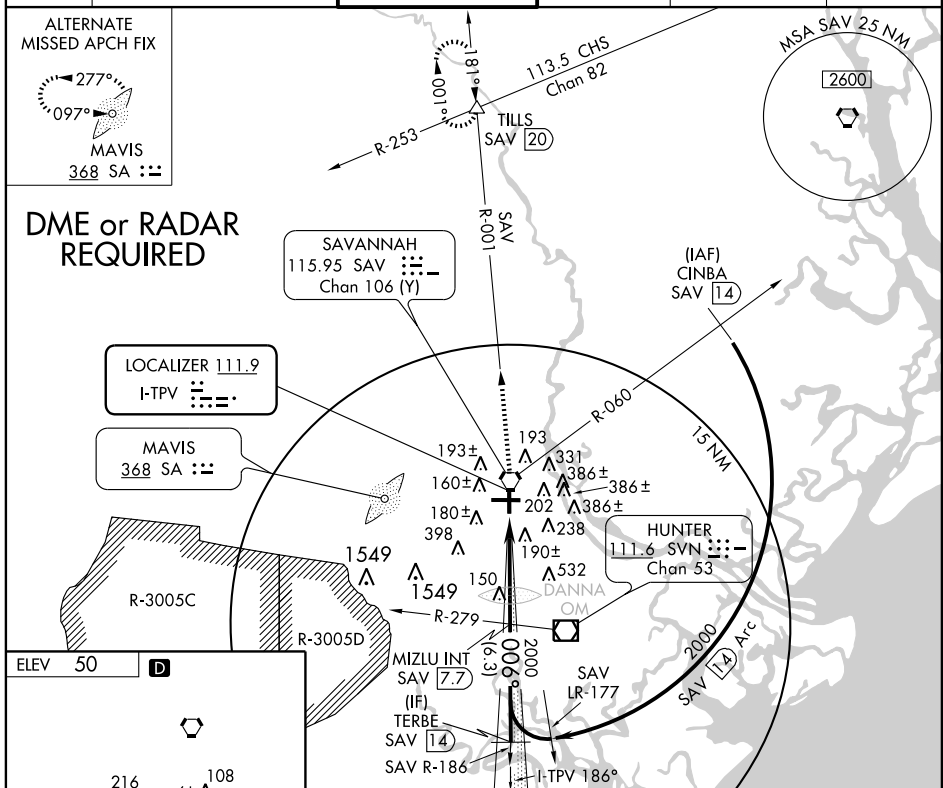 ALTERNATE
MISSED APCH FIX
277°
097°
MAVIS
368 SA
DME or RADAR
REQUIRED
181°
001°
113.5 CHS
Chan 82
R-253
TILLS
SAV 20
SAV
R-001
MSA SAV 25 NM
2600
SAVANNAH
115.95 SAV
Chan 106 (Y)
(IAF)
CINBA
SAV 14
LOCALIZER 111.9
I-TPV
R-060
15 NM
MAVIS
368 SA
193±
193
331
160±
386±
386±
202
386±
180±
238
398
190±
1549
1549
150
532
HUNTER
111.6 SVN
Chan 53
DANNA
OM
R-3005C
R-3005D
R-279
MIZLU INT
SAV 7.7
006°
(6.3)
2000
SAV
LR-177
2000
SAV 14 Arc
(IF)
TERBE
SAV 14
SAV R-186
I-TPV 186°
ELEV 50
D
216
108